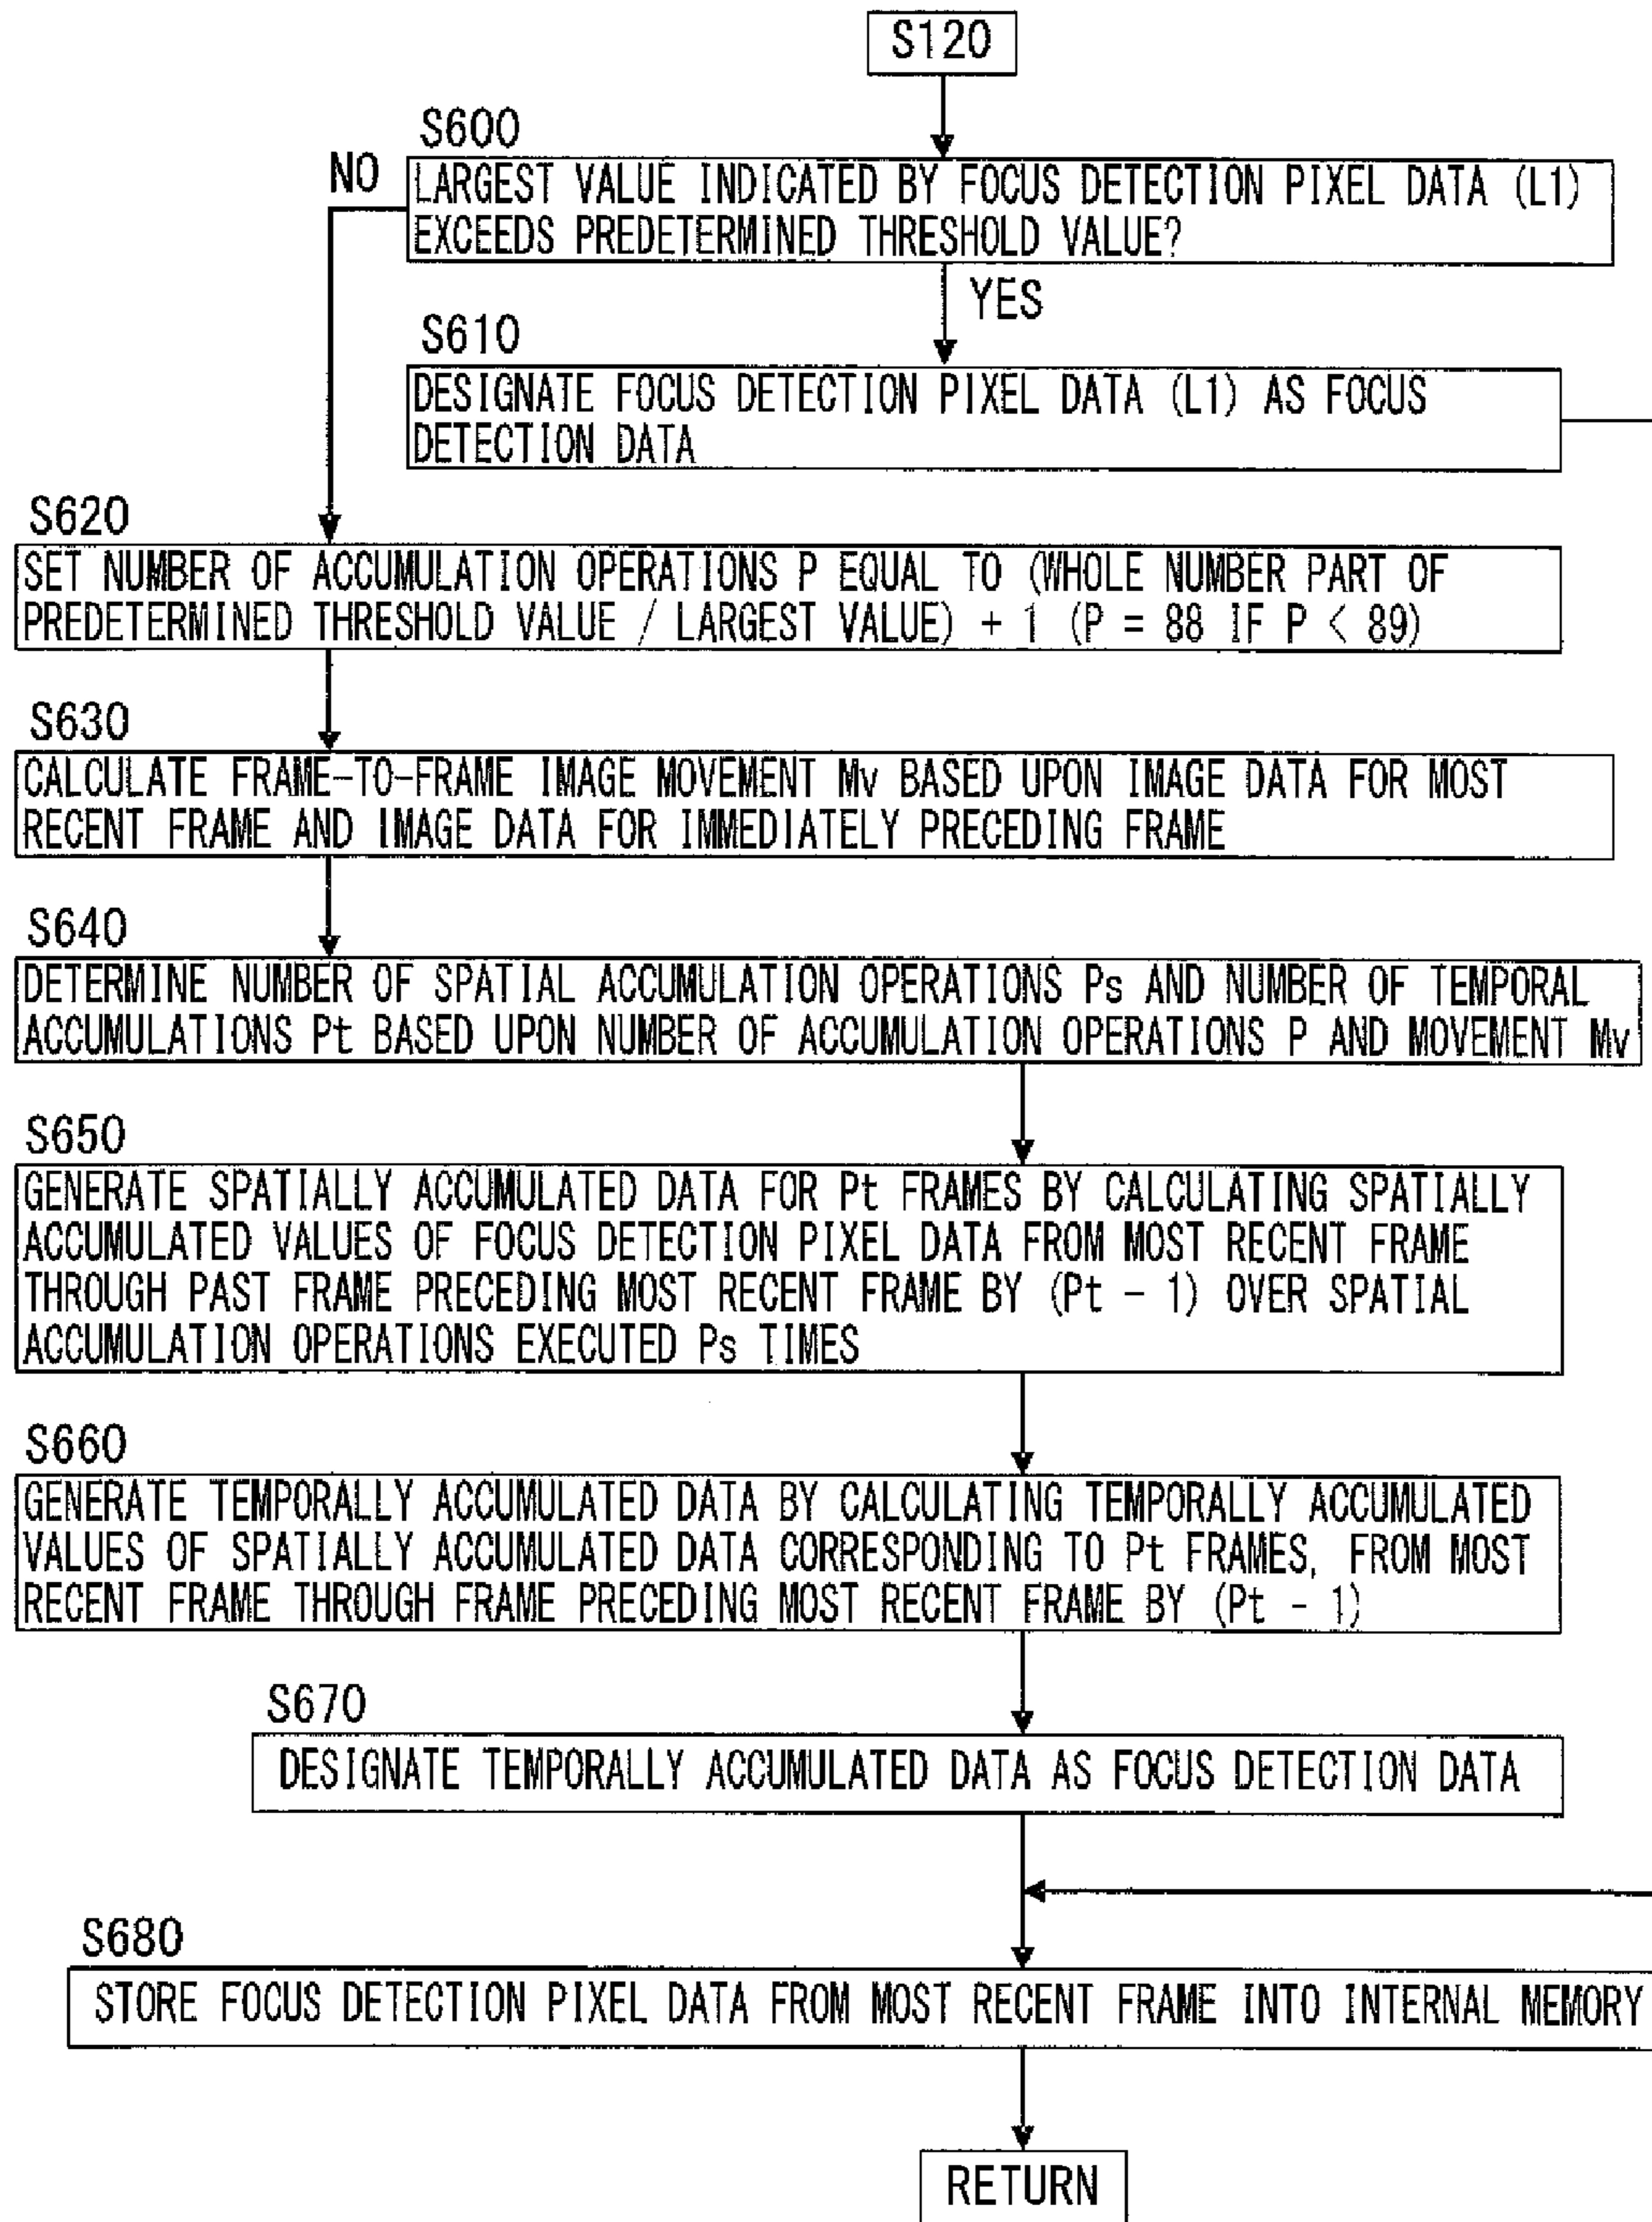 S120
S600
NO
LARGEST VALUE INDICATED BY FOCUS DETECTION PIXEL DATA (L1)
EXCEEDS PREDETERMINED THRESHOLD VALUE?
YES
S610
DESIGNATE FOCUS DETECTION PIXEL DATA (L1) AS FOCUS
DETECTION DATA
S620
SET NUMBER OF ACCUMULATION OPERATIONS P EQUAL TO (WHOLE NUMBER PART OF
PREDETERMINED THRESHOLD VALUE / LARGEST VALUE) + 1 (P = 88 IF P < 89)
S630
CALCULATE FRAME-TO-FRAME IMAGE MOVEMENT Mv BASED UPON IMAGE DATA FOR MOST
RECENT FRAME AND IMAGE DATA FOR IMMEDIATELY PRECEDING FRAME
S640
DETERMINE NUMBER OF SPATIAL ACCUMULATION OPERATIONS Ps AND NUMBER OF TEMPORAL
ACCUMULATIONS Pt BASED UPON NUMBER OF ACCUMULATION OPERATIONS P AND MOVEMENT Mv
S650
GENERATE SPATIALLY ACCUMULATED DATA FOR Pt FRAMES BY CALCULATING SPATIALLY
ACCUMULATED VALUES OF FOCUS DETECTION PIXEL DATA FROM MOST RECENT FRAME
THROUGH PAST FRAME PRECEDING MOST RECENT FRAME BY (Pt - 1) OVER SPATIAL
ACCUMULATION OPERATIONS EXECUTED Ps TIMES
S660
GENERATE TEMPORALLY ACCUMULATED DATA BY CALCULATING TEMPORALLY ACCUMULATED
VALUES OF SPATIALLY ACCUMULATED DATA CORRESPONDING TO Pt FRAMES, FROM MOST
RECENT FRAME THROUGH FRAME PRECEDING MOST RECENT FRAME BY (Pt - 1)
S670
DESIGNATE TEMPORALLY ACCUMULATED DATA AS FOCUS DETECTION DATA
S680
STORE FOCUS DETECTION PIXEL DATA FROM MOST RECENT FRAME INTO INTERNAL MEMORY
RETURN